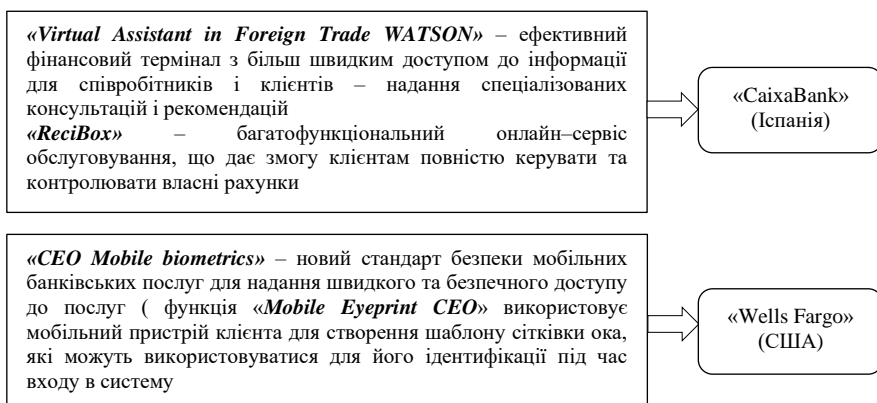 «Virtual Assistant in Foreign Trade WATSON» – ефективний
фінансовий термінал з більш швидким доступом до інформації
для співробітників і клієнтів – надання спеціалізованих
консультацій і рекомендацій
«ReciBox» – багатофункціональний онлайн–сервіс
обслуговування, що дає змогу клієнтам повністю керувати та
контролювати власні рахунки
«CaixaBank»
(Іспанія)
«CEO Mobile biometrics» – новий стандарт безпеки мобільних
банківських послуг для надання швидкого та безпечного доступу
до послуг ( функція «Mobile Eyeprint CEO» використовує
мобільний пристрій клієнта для створення шаблону сітківки ока,
які можуть використовуватися для його ідентифікації під час
входу в систему
«Wells Fargo»
(США)